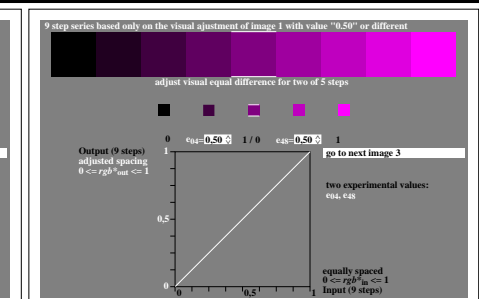 9 step series based only on the visual ajustment of image 1 with value "0.50" or different
adjust visual equal difference for two of 5 steps
0 e04=0,50 1 / 0 e48=0,50 1
Output (9 steps)
adjusted spacing
0 <= rgb*out <= 1
1
go to next image 3
two experimental values:
e04, e48
0,5
equally spaced
0 <= rgb*in <= 1
Input (9 steps)
0
0 0,5 1